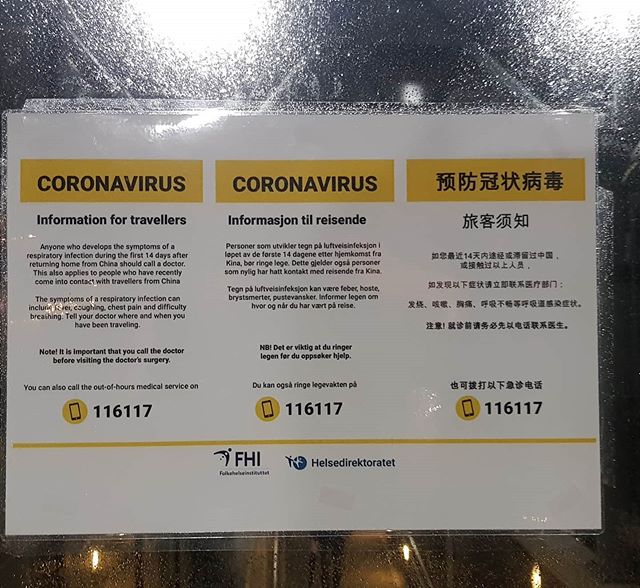 CORONAVIRUS
Information for travellers
Anyone who develops the symptoms of a
respiratory infection during the first 14 days after
returning home from China should call a doctor.
This also applies to people who have recently
come into contact with travellers from China
The symptoms of a respiratory infection can
include fever, coughing, chest pain and difficulty
breathing. Tell your doctor where and when you
have been traveling.
Note! It is important that you call the doctor
before visiting the doctor's surgery.
You can also call the out-of-hours medical service on
116117
CORONAVIRUS
Informasjon til reisende
Personer som utvikler tegn på luftveisinfeksjon i
løpet av de første 14 dagene etter hjemkomst fra
Kina, bør ringe lege. Dette gjelder også personer
som nylig har hatt kontakt med reisende fra Kina.
Tegn på luftveisinfeksjon kan være feber, hoste,
brystsmerter, pustevansker. Informer legen om
hvor og når du har vært på reise.
NB! Det er viktig at du ringer
legen før du oppsøker hjelp.
Du kan også ringe legevakten på
116117
预防冠状病毒
旅客须知
如您最近14天内途经或滞留过中国、
或接触过以上人员，
如发现以下症状请立即联系医疗部门：
发烧、咳嗽、胸痛、呼吸不畅等呼吸道感染症状。
注意! 就诊前请务必先以电话联系医生。
也可拨打以下急诊电话
116117
FHI
Folkehelseinstituttet
Helsedirektoratet